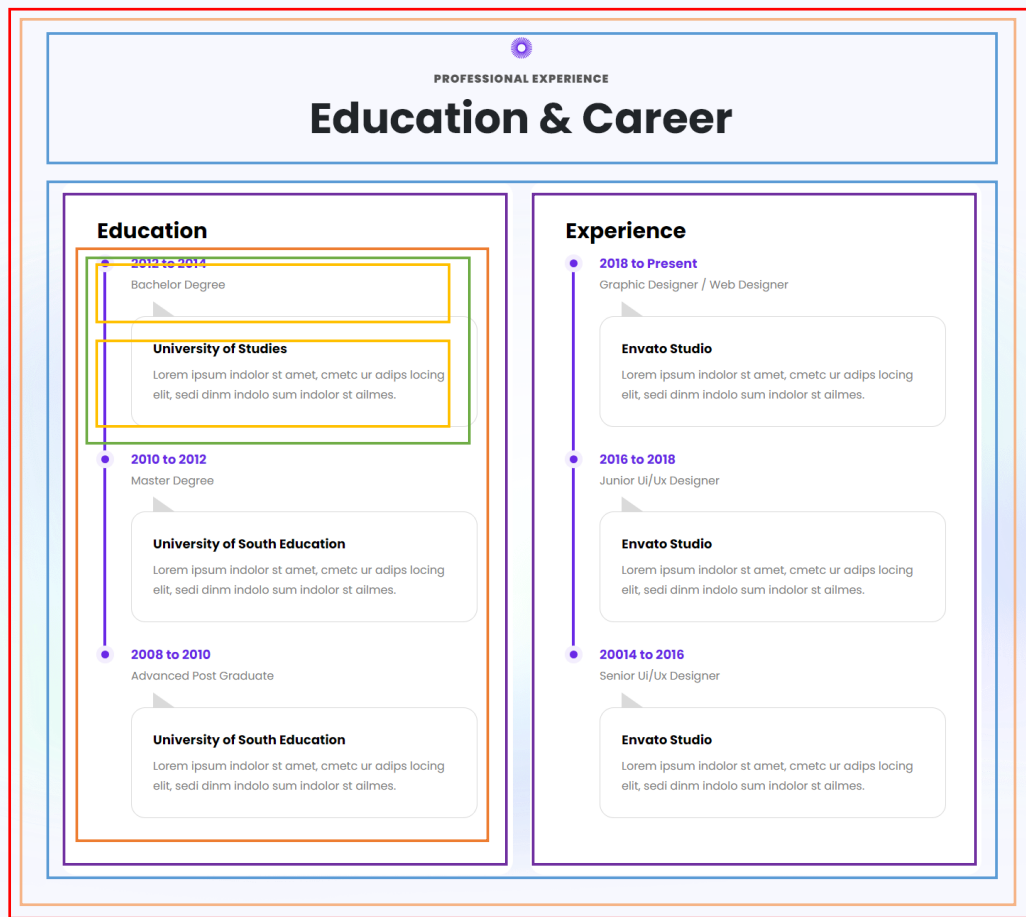 PROFESSIONAL EXPERIENCE
Education & Career
Education
2012 to 2014
Bachelor Degree
University of Studies
Lorem ipsum indolor st amet, cmetc ur adips locing
elit, sedi dinm indolo sum indolor st ailmes.
2010 to 2012
Master Degree
University of South Education
Lorem ipsum indolor st amet, cmetc ur adips locing
elit, sedi dinm indolo sum indolor st ailmes.
2008 to 2010
Advanced Post Graduate
University of South Education
Lorem ipsum indolor st amet, cmetc ur adips locing
elit, sedi dinm indolo sum indolor st ailmes.
Experience
2018 to Present
Graphic Designer / Web Designer
Envato Studio
Lorem ipsum indolor st amet, cmetc ur adips locing
elit, sedi dinm indolo sum indolor st ailmes.
2016 to 2018
Junior Ui/Ux Designer
Envato Studio
Lorem ipsum indolor st amet, cmetc ur adips locing
elit, sedi dinm indolo sum indolor st ailmes.
20014 to 2016
Senior Ui/Ux Designer
Envato Studio
Lorem ipsum indolor st amet, cmetc ur adips locing
elit, sedi dinm indolo sum indolor st ailmes.